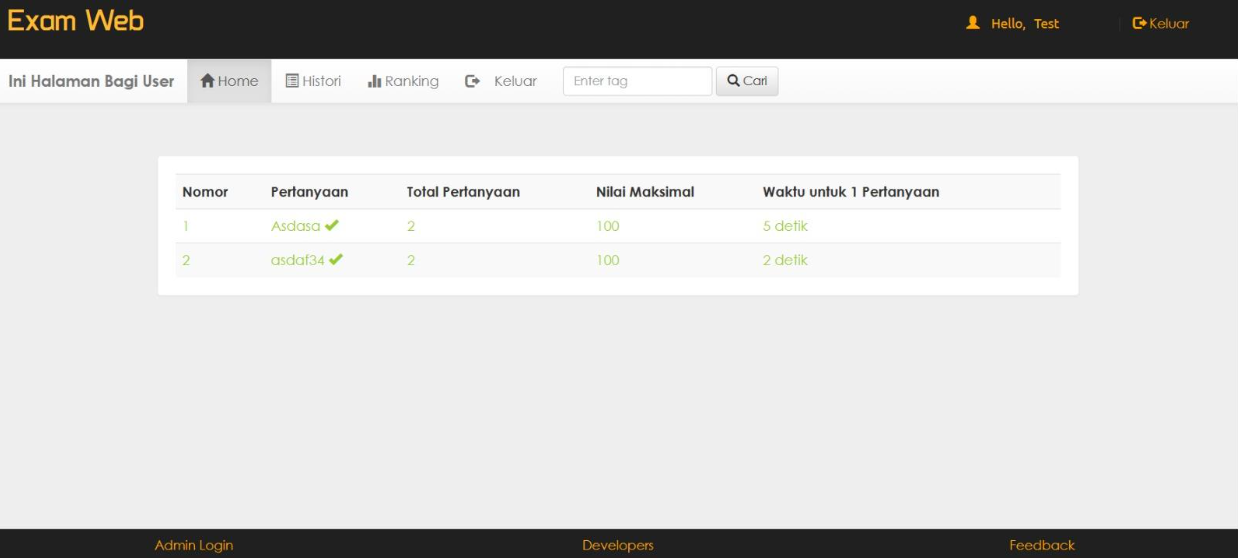 Exam Web
Hello, Test
Keluar
Ini Halaman Bagi User Home Histori Ranking Keluar Enter tag Cari
Nomor Pertanyaan Total Pertanyaan Nilai Maksimal Waktu untuk 1 Pertanyaan
1 Asdasa 2 100 5 detik
2 asdaf34 2 100 2 detik
Admin Login Developers Feedback